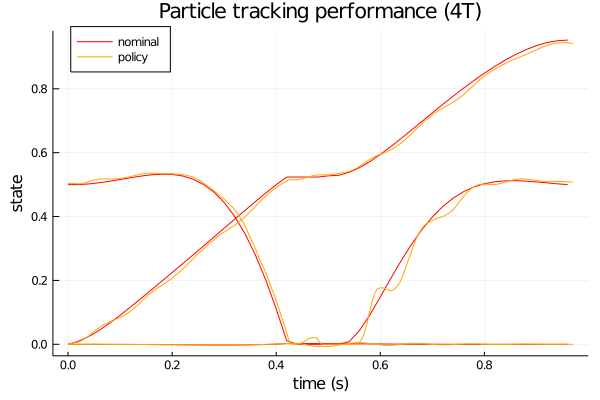 Particle tracking performance (4T)
nominal
policy
state
0.8
0.6
0.4
0.2
0.0
0.0 0.2 0.4 0.6 0.8
time (s)